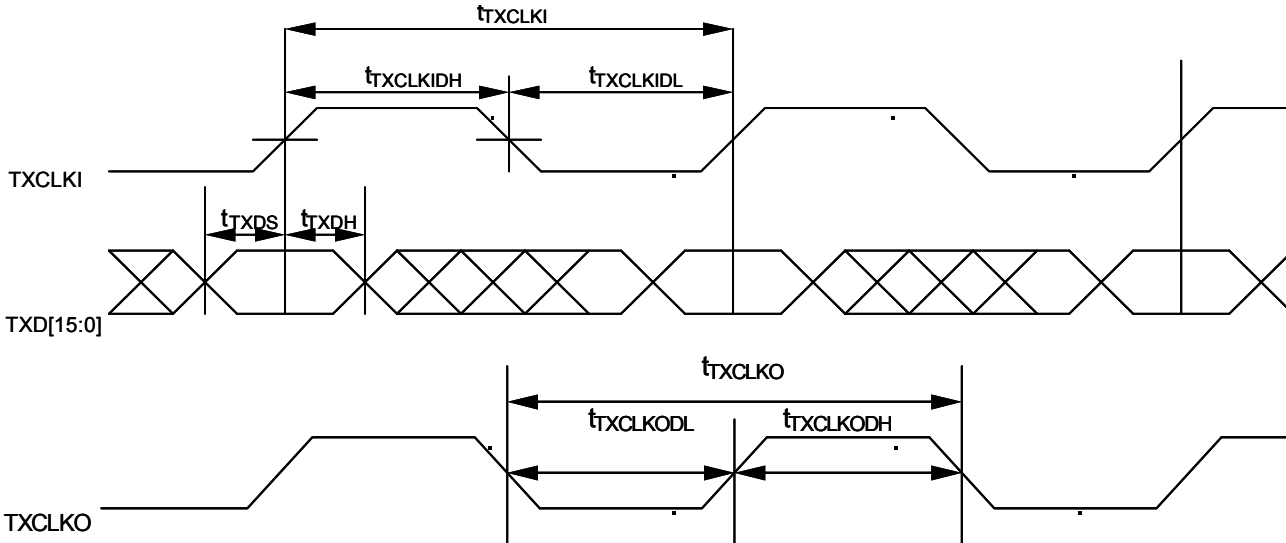 tTXCLKI
tTXCLKIDH
tTXCLKIDL
TXCLKI
tTXDS
tTXDH
TXD[15:0]
tTXCLKO
tTXCLKODL
tTXCLKODH
TXCLKO